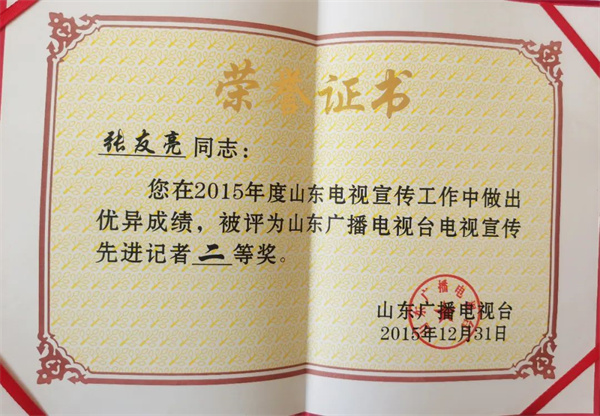 荣誉证书
张友亮同志：
您在2015年度山东电视宣传工作中做出
优异成绩，被评为山东广播电视台电视宣传
先进记者二等奖。
山东广播电视台
2015年12月31日